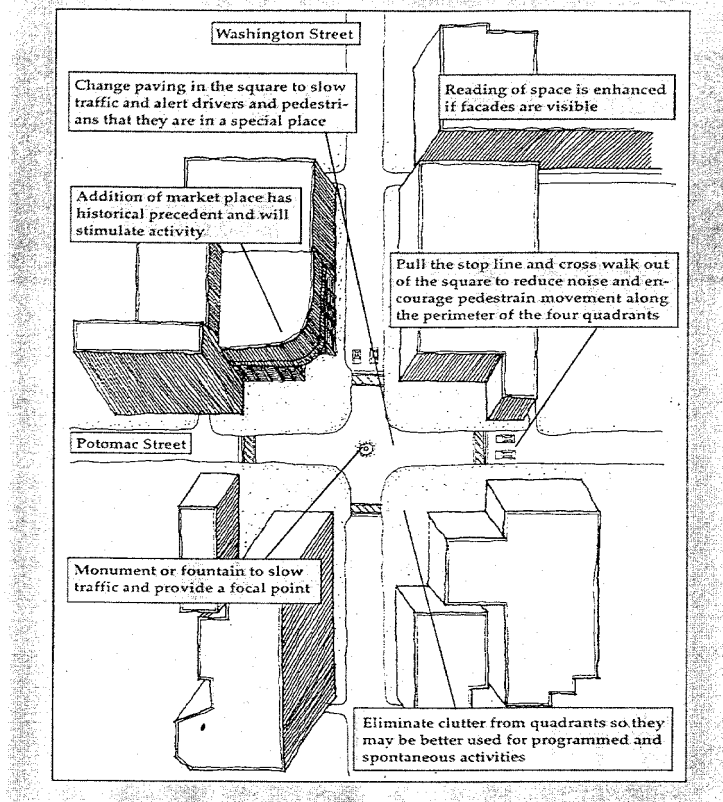 Washington Street
Change paving in the square to slow
traffic and alert drivers and pedestri-
ans that they are in a special place
Reading of space is enhanced
if facades are visible
Addition of market place has
historical precedent and will
stimulate activity
Pull the stop line and cross walk out
of the square to reduce noise and en-
courage pedestrain movement along
the perimeter of the four quadrants
Potomac Street
Monument or fountain to slow
traffic and provide a focal point
Eliminate clutter from quadrants so they
may be better used for programmed and
spontaneous activities